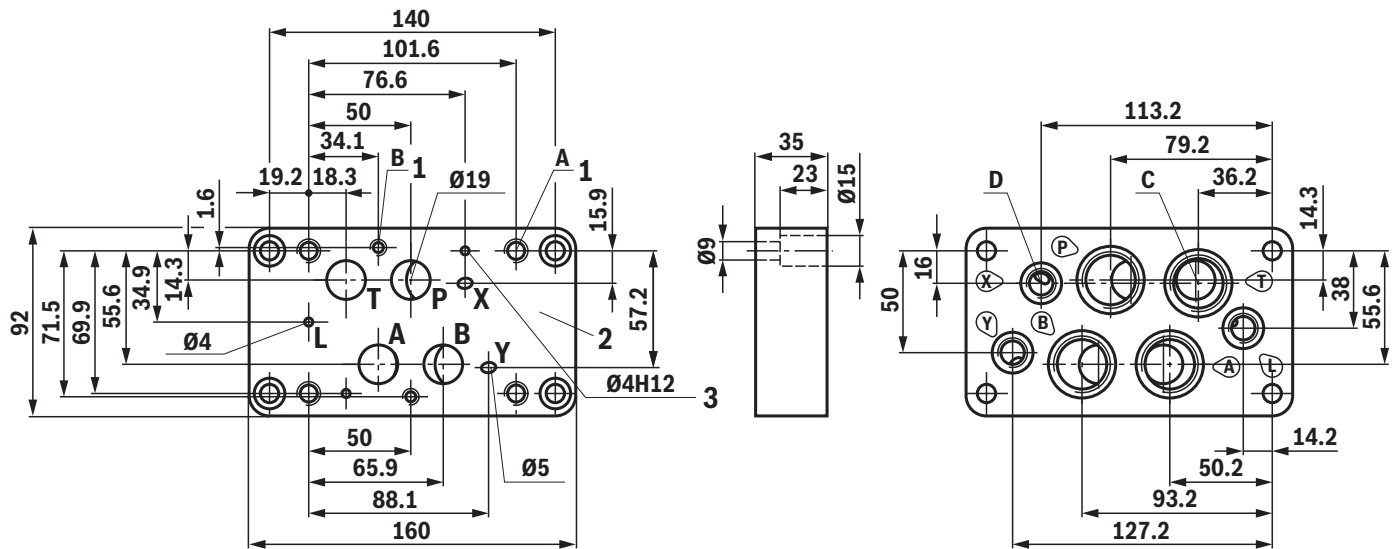 140
101.6
76.6
50
34.1
B 1
A 1
19.2
18.3
Ø19
1.6
15.9
92
71.5
69.9
55.6
34.9
14.3
T
P
X
57.2
L
A
B
Y
2
Ø4
Ø4H12
3
50
Ø5
65.9
88.1
160
35
23
Ø15
Ø9
113.2
79.2
D
C
36.2
14.3
P
16
X
T
50
38
55.6
Y
B
A
L
14.2
50.2
93.2
127.2